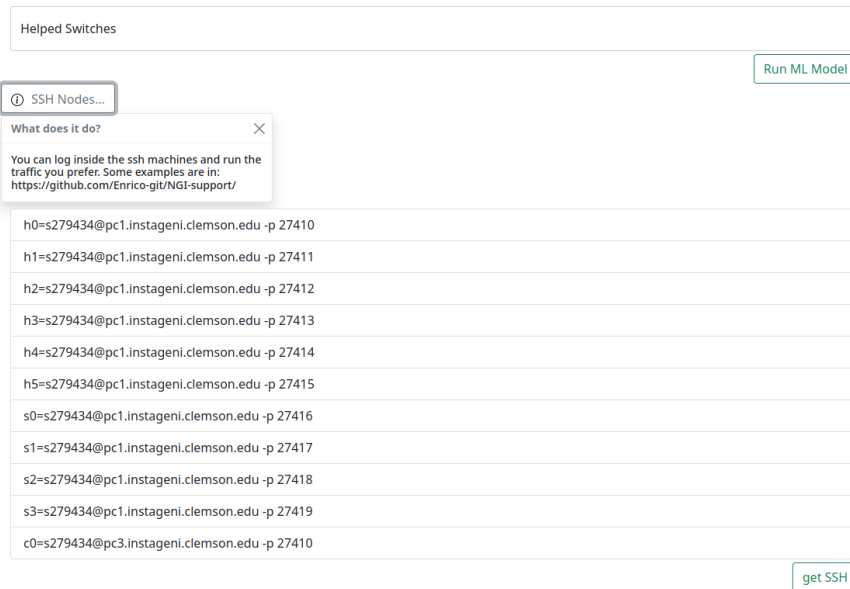 Helped Switches
Run ML Model
SSH Nodes...
What does it do?
You can log inside the ssh machines and run the
traffic you prefer. Some examples are in:
https://github.com/Enrico-git/NGI-support/
h0=s279434@pc1.instageni.clemson.edu -p 27410
h1=s279434@pc1.instageni.clemson.edu -p 27411
h2=s279434@pc1.instageni.clemson.edu -p 27412
h3=s279434@pc1.instageni.clemson.edu -p 27413
h4=s279434@pc1.instageni.clemson.edu -p 27414
h5=s279434@pc1.instageni.clemson.edu -p 27415
s0=s279434@pc1.instageni.clemson.edu -p 27416
s1=s279434@pc1.instageni.clemson.edu -p 27417
s2=s279434@pc1.instageni.clemson.edu -p 27418
s3=s279434@pc1.instageni.clemson.edu -p 27419
c0=s279434@pc3.instageni.clemson.edu -p 27410
get SSH